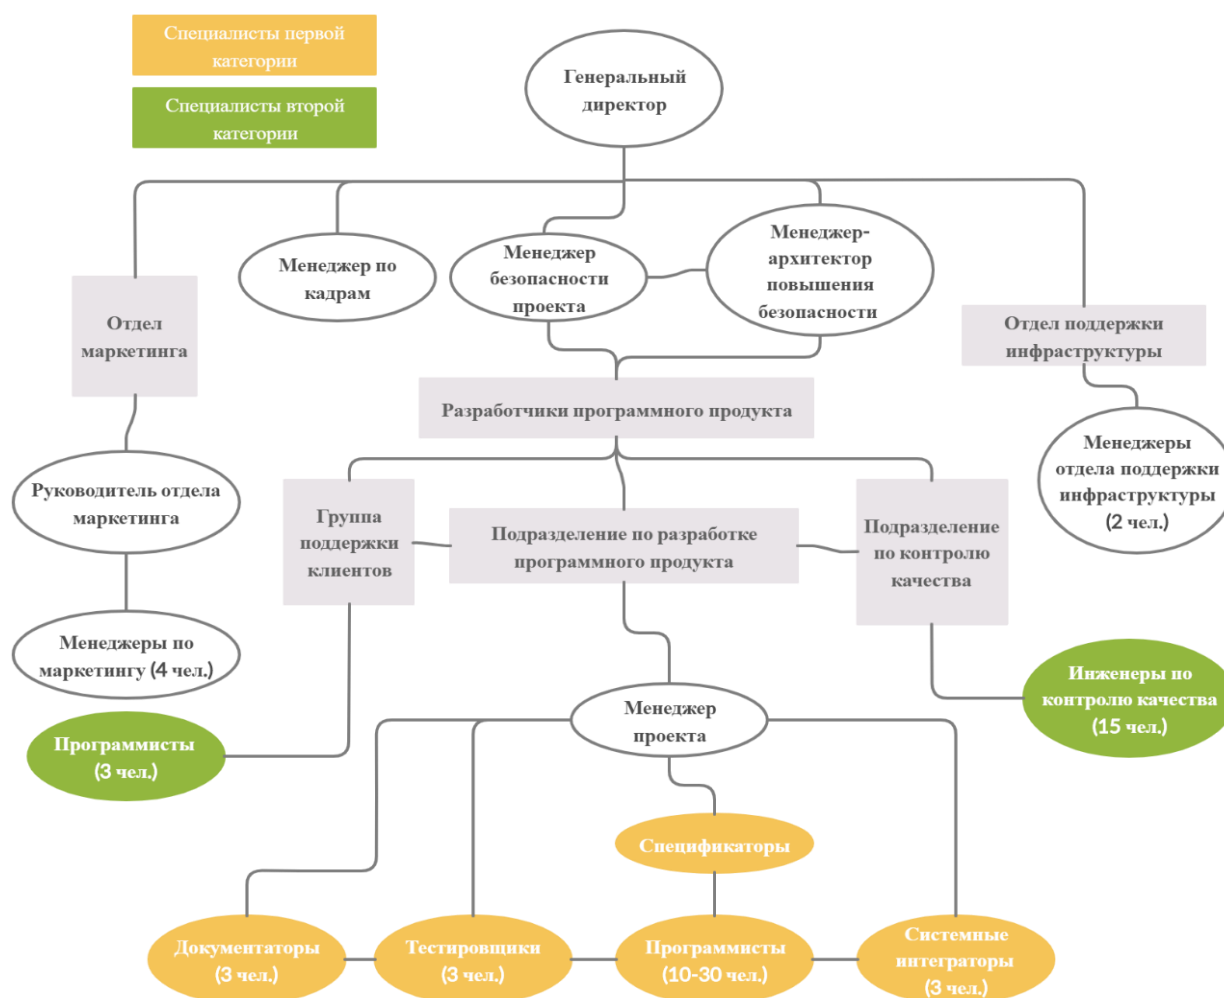 Специалисты первой
категории
Специалисты второй
категории
Генеральный
директор
Менеджер по
кадрам
Менеджер
безопасности
проекта
Менеджер-
архитектор
повышения
безопасности
Отдел
маркетинга
Отдел поддержки
инфраструктуры
Разработчики программного продукта
Руководитель отдела
маркетинга
Менеджеры
отдела поддержки
инфраструктуры
(2 чел.)
Группа
поддержки
клиентов
Подразделение по разработке
программного продукта
Подразделение
по контролю
качества
Менеджеры по
маркетингу (4 чел.)
Инженеры по
контролю качества
(15 чел.)
Программисты
(3 чел.)
Менеджер
проекта
Спецификаторы
Документаторы
(3 чел.)
Тестировщики
(3 чел.)
Программисты
(10-30 чел.)
Системные
интеграторы
(3 чел.)